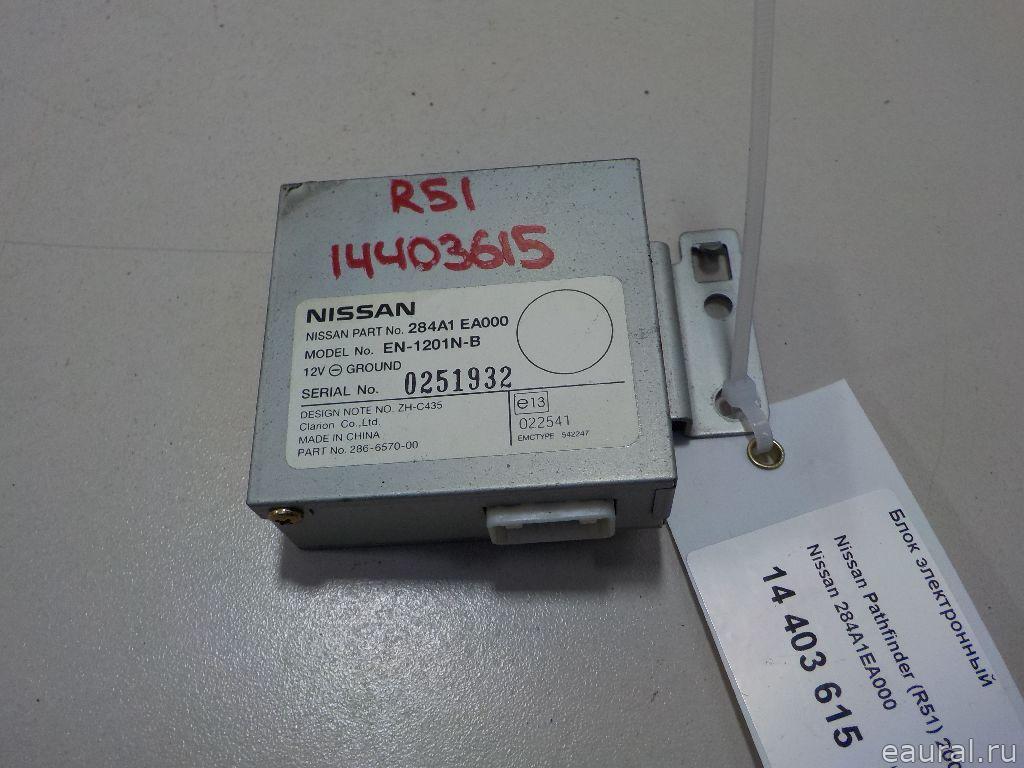 R51
14403615
NISSAN
NISSAN PART No. 284A1 EA000
MODEL No. EN-1201N-B
12V ⊖ GROUND
SERIAL No. 0251932
DESIGN NOTE NO. ZH-C435
Clarion Co.,Ltd.
MADE IN CHINA
PART No. 286-6570-00
e13
022541
EMCTYPE 542247
Блок электронный
Nissan Pathfinder (R51)
Nissan 284A1EA000
14 403 615
eaural.ru